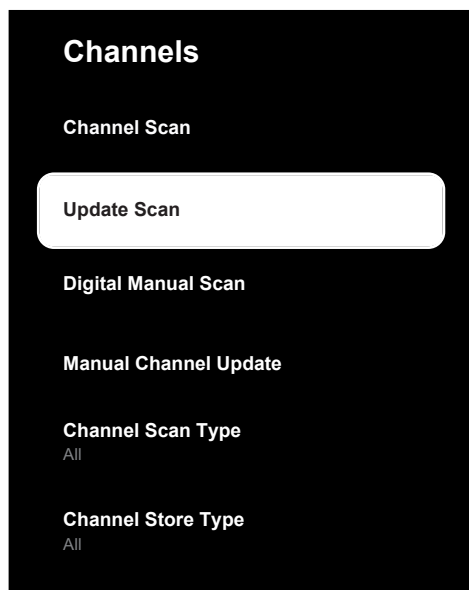 Channels
Channel Scan
Update Scan
Digital Manual Scan
Manual Channel Update
Channel Scan Type
All
Channel Store Type
All